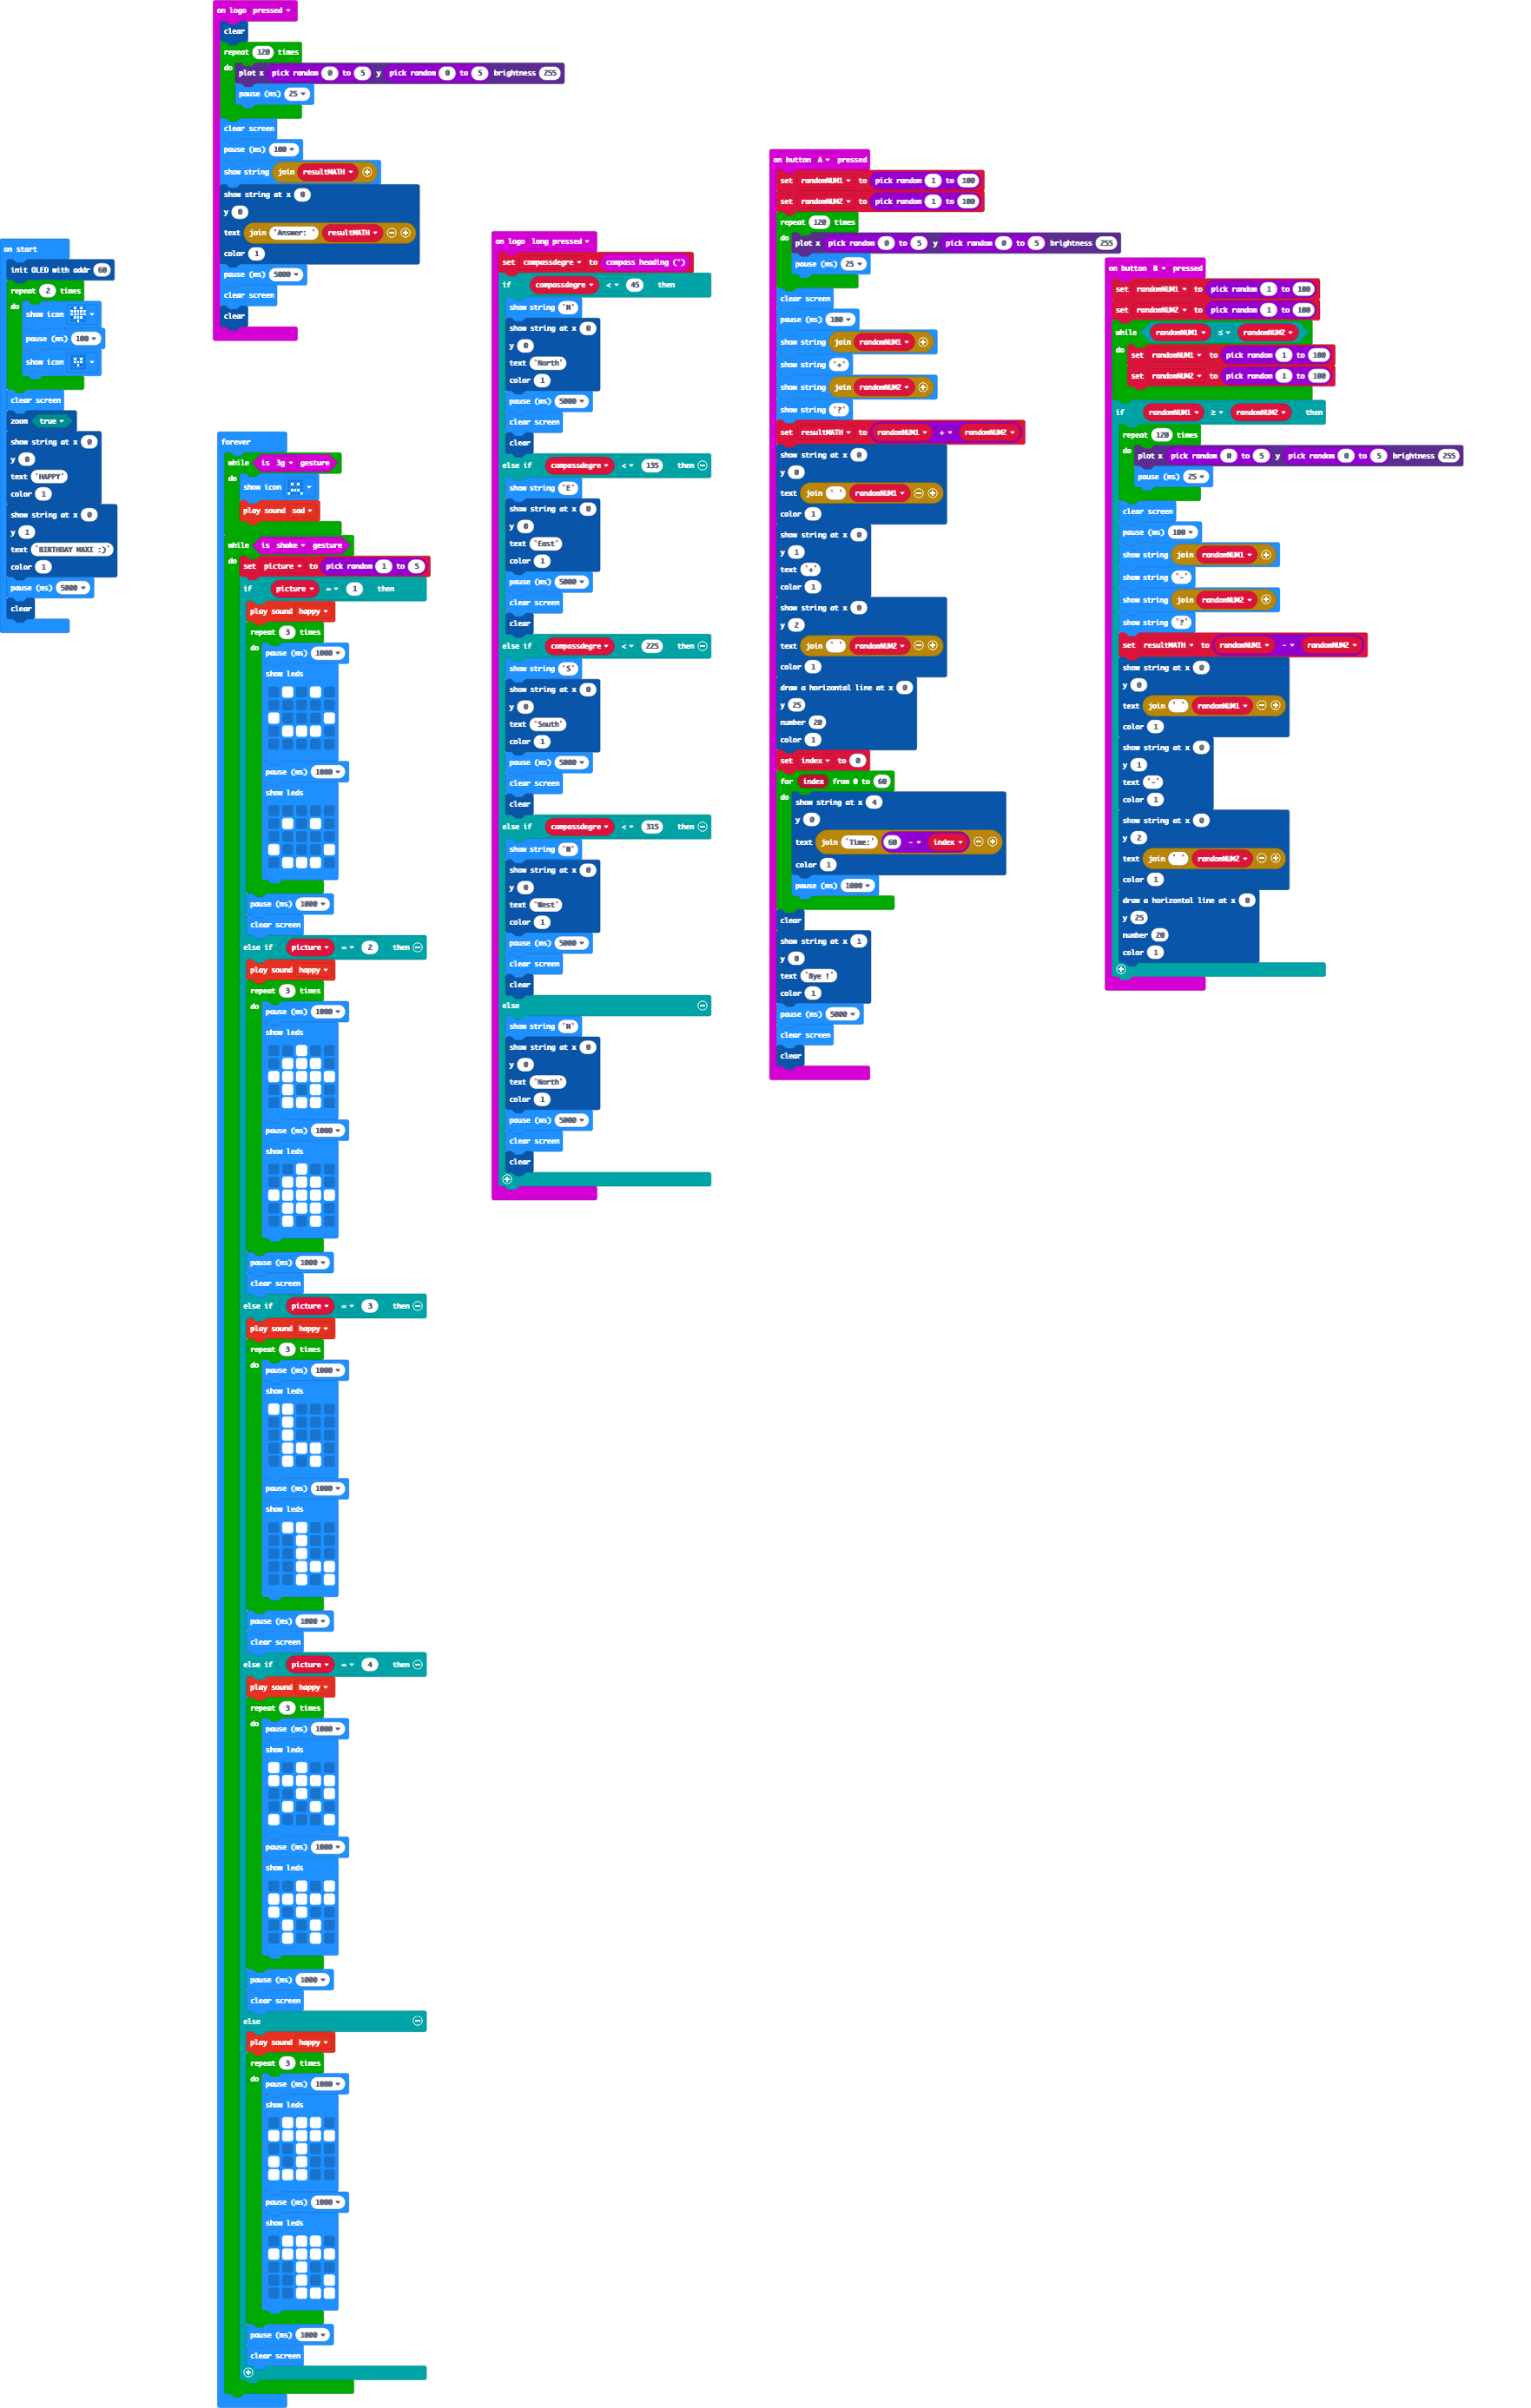 on start
init OLED with addr 60
repeat 2 times
do
show icon
pause (ms) 100
show icon
clear screen
zoom true
show string at x 0
y 0
text "HAPPY"
color 1
show string at x 0
y 1
text "BIRTHDAY MAXI :)"
color 1
pause (ms) 5000
clear
on logo pressed
clear
repeat 120 times
do
plot x pick random 0 to 5 y pick random 0 to 5 brightness 255
pause (ms) 25
clear screen
pause (ms) 100
show string join resultMATH
show string at x 0
y 0
text join "Answer: " resultMATH
color 1
pause (ms) 5000
clear screen
clear
forever
while is 3g gesture
do
show icon
play sound sad
while is shake gesture
do
set picture to pick random 1 to 5
if picture = 1 then
play sound happy
repeat 3 times
do
pause (ms) 1000
show leds
pause (ms) 1000
show leds
pause (ms) 1000
clear screen
else if picture = 2 then
play sound happy
repeat 3 times
do
pause (ms) 1000
show leds
pause (ms) 1000
show leds
pause (ms) 1000
clear screen
else if picture = 3 then
play sound happy
repeat 3 times
do
pause (ms) 1000
show leds
pause (ms) 1000
show leds
pause (ms) 1000
clear screen
else if picture = 4 then
play sound happy
repeat 3 times
do
pause (ms) 1000
show leds
pause (ms) 1000
show leds
pause (ms) 1000
clear screen
else
play sound happy
repeat 3 times
do
pause (ms) 1000
show leds
pause (ms) 1000
show leds
pause (ms) 1000
clear screen
on logo long pressed
set compassdegre to compass heading (°)
if compassdegre < 45 then
show string "N"
show string at x 0
y 0
text "North"
color 1
pause (ms) 5000
clear screen
clear
else if compassdegre < 135 then
show string "E"
show string at x 0
y 0
text "East"
color 1
pause (ms) 5000
clear screen
clear
else if compassdegre < 225 then
show string "S"
show string at x 0
y 0
text "South"
color 1
pause (ms) 5000
clear screen
clear
else if compassdegre < 315 then
show string "W"
show string at x 0
y 0
text "West"
color 1
pause (ms) 5000
clear screen
clear
else
show string "N"
show string at x 0
y 0
text "North"
color 1
pause (ms) 5000
clear screen
clear
on button A pressed
set randomNUM1 to pick random 1 to 100
set randomNUM2 to pick random 1 to 100
repeat 120 times
do
plot x pick random 0 to 5 y pick random 0 to 5 brightness 255
pause (ms) 25
clear screen
pause (ms) 100
show string join randomNUM1
show string "+"
show string join randomNUM2
show string "?"
set resultMATH to randomNUM1 + randomNUM2
show string at x 0
y 0
text join " " randomNUM1
color 1
show string at x 0
y 1
text "+"
color 1
show string at x 0
y 2
text join " " randomNUM2
color 1
draw a horizontal line at x 0
y 25
number 20
color 1
set index to 0
for index from 0 to 60
do
show string at x 4
y 0
text join "Time:" 60 - index
color 1
pause (ms) 1000
clear
show string at x 1
y 0
text "Bye !"
color 1
pause (ms) 5000
clear screen
clear
on button B pressed
set randomNUM1 to pick random 1 to 100
set randomNUM2 to pick random 1 to 100
while randomNUM1 ≤ randomNUM2
do
set randomNUM1 to pick random 1 to 100
set randomNUM2 to pick random 1 to 100
if randomNUM1 ≥ randomNUM2 then
repeat 120 times
do
plot x pick random 0 to 5 y pick random 0 to 5 brightness 255
pause (ms) 25
clear screen
pause (ms) 100
show string join randomNUM1
show string "-"
show string join randomNUM2
show string "?"
set resultMATH to randomNUM1 - randomNUM2
show string at x 0
y 0
text join " " randomNUM1
color 1
show string at x 0
y 1
text "-"
color 1
show string at x 0
y 2
text join " " randomNUM2
color 1
draw a horizontal line at x 0
y 25
number 20
color 1